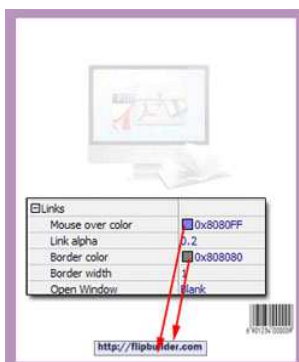 Links
Mouse over color 0x8080FF
Link alpha 0.2
Border color 0x808080
Border width 1
Open Window Blank
http://flipbuilder.com